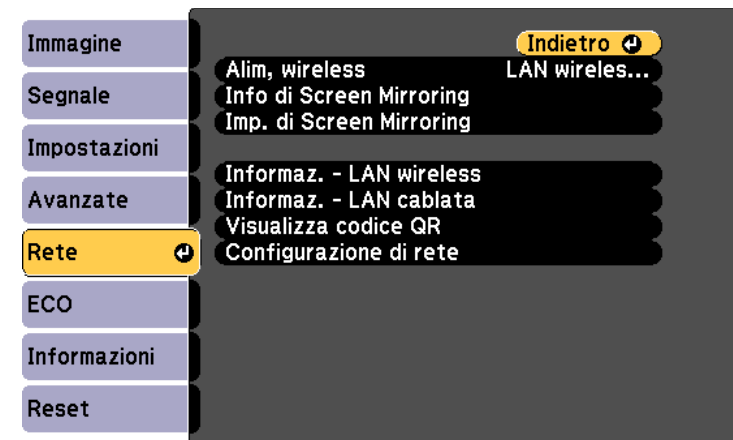 Immagine
Segnale
Impostazioni
Avanzate
Rete
ECO
Informazioni
Reset
Indietro
Alim, wireless LAN wireles...
Info di Screen Mirroring
Imp. di Screen Mirroring
Informaz. - LAN wireless
Informaz. - LAN cablata
Visualizza codice QR
Configurazione di rete